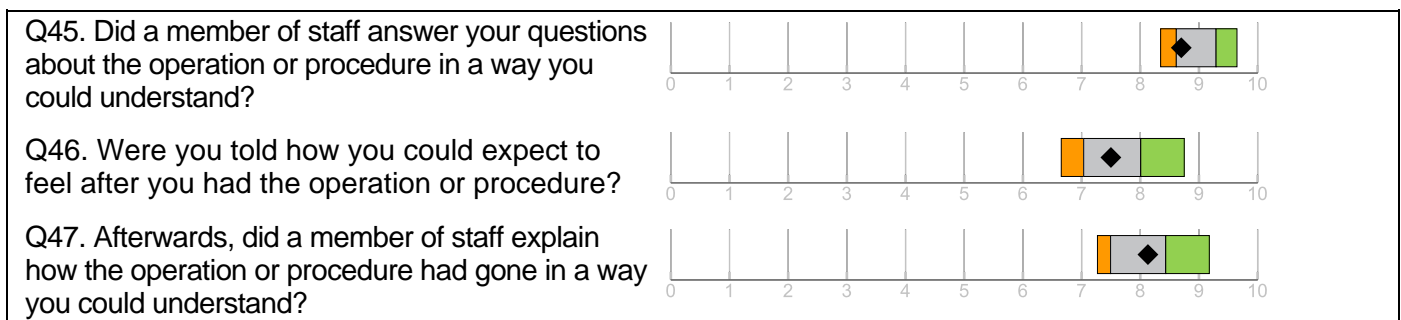 Q45. Did a member of staff answer your questions
about the operation or procedure in a way you
could understand?
0 1 2 3 4 5 6 7 8 9 10
Q46. Were you told how you could expect to
feel after you had the operation or procedure?
0 1 2 3 4 5 6 7 8 9 10
Q47. Afterwards, did a member of staff explain
how the operation or procedure had gone in a way
you could understand?
0 1 2 3 4 5 6 7 8 9 10